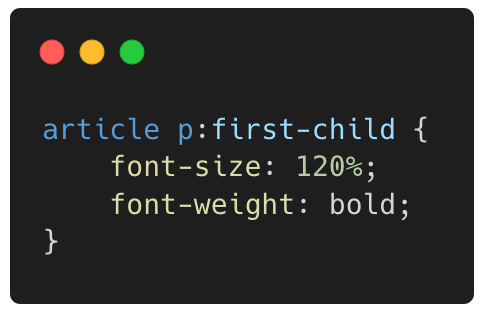 article p:first-child {
    font-size: 120%;
    font-weight: bold;
}